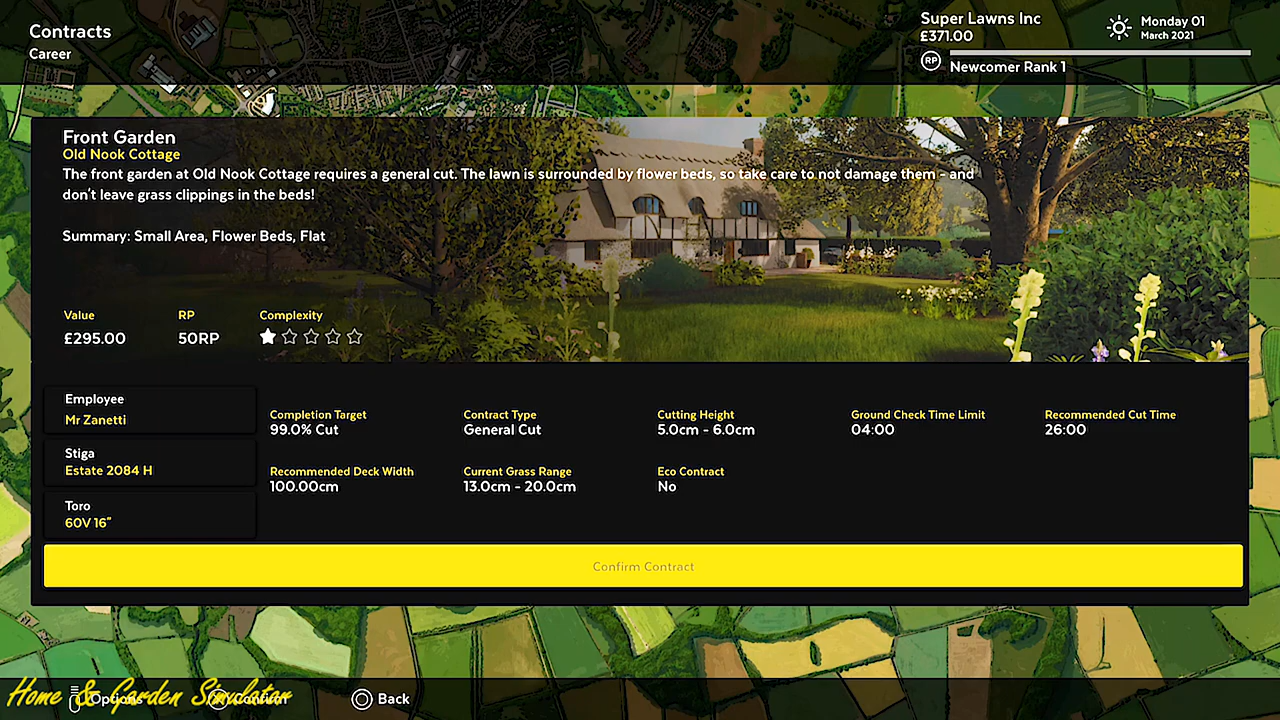 Contracts
Career
Super Lawns Inc
£371.00
Monday 01
March 2021
RP
Newcomer Rank 1
Front Garden
Old Nook Cottage
The front garden at Old Nook Cottage requires a general cut. The lawn is surrounded by flower beds, so take care to not damage them - and
don't leave grass clippings in the beds!
Summary: Small Area, Flower Beds, Flat
Value
RP
Complexity
£295.00
50RP
Employee
Mr Zanetti
Stiga
Estate 2084 H
Toro
60V 16"
Completion Target
99.0% Cut
Contract Type
General Cut
Cutting Height
5.0cm - 6.0cm
Ground Check Time Limit
04:00
Recommended Cut Time
26:00
Recommended Deck Width
100.00cm
Current Grass Range
13.0cm - 20.0cm
Eco Contract
No
Confirm Contract
Home & Garden Simulator
Options
Confirm
Back